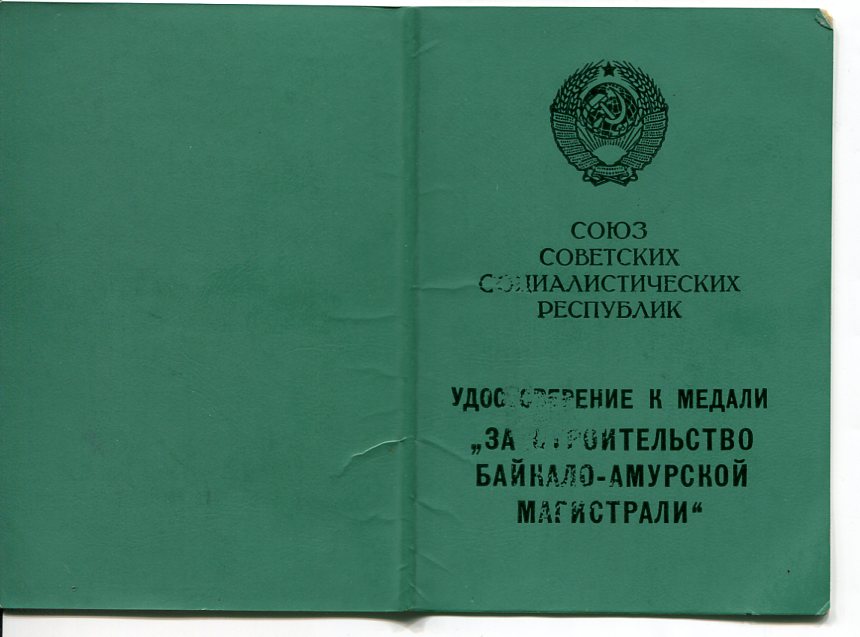 СОЮЗ
СОВЕТСКИХ
СОЦИАЛИСТИЧЕСКИХ
РЕСПУБЛИК
УДОСТОВЕРЕНИЕ К МЕДАЛИ
„ЗА СТРОИТЕЛЬСТВО
БАЙКАЛО-АМУРСКОЙ
МАГИСТРАЛИ“